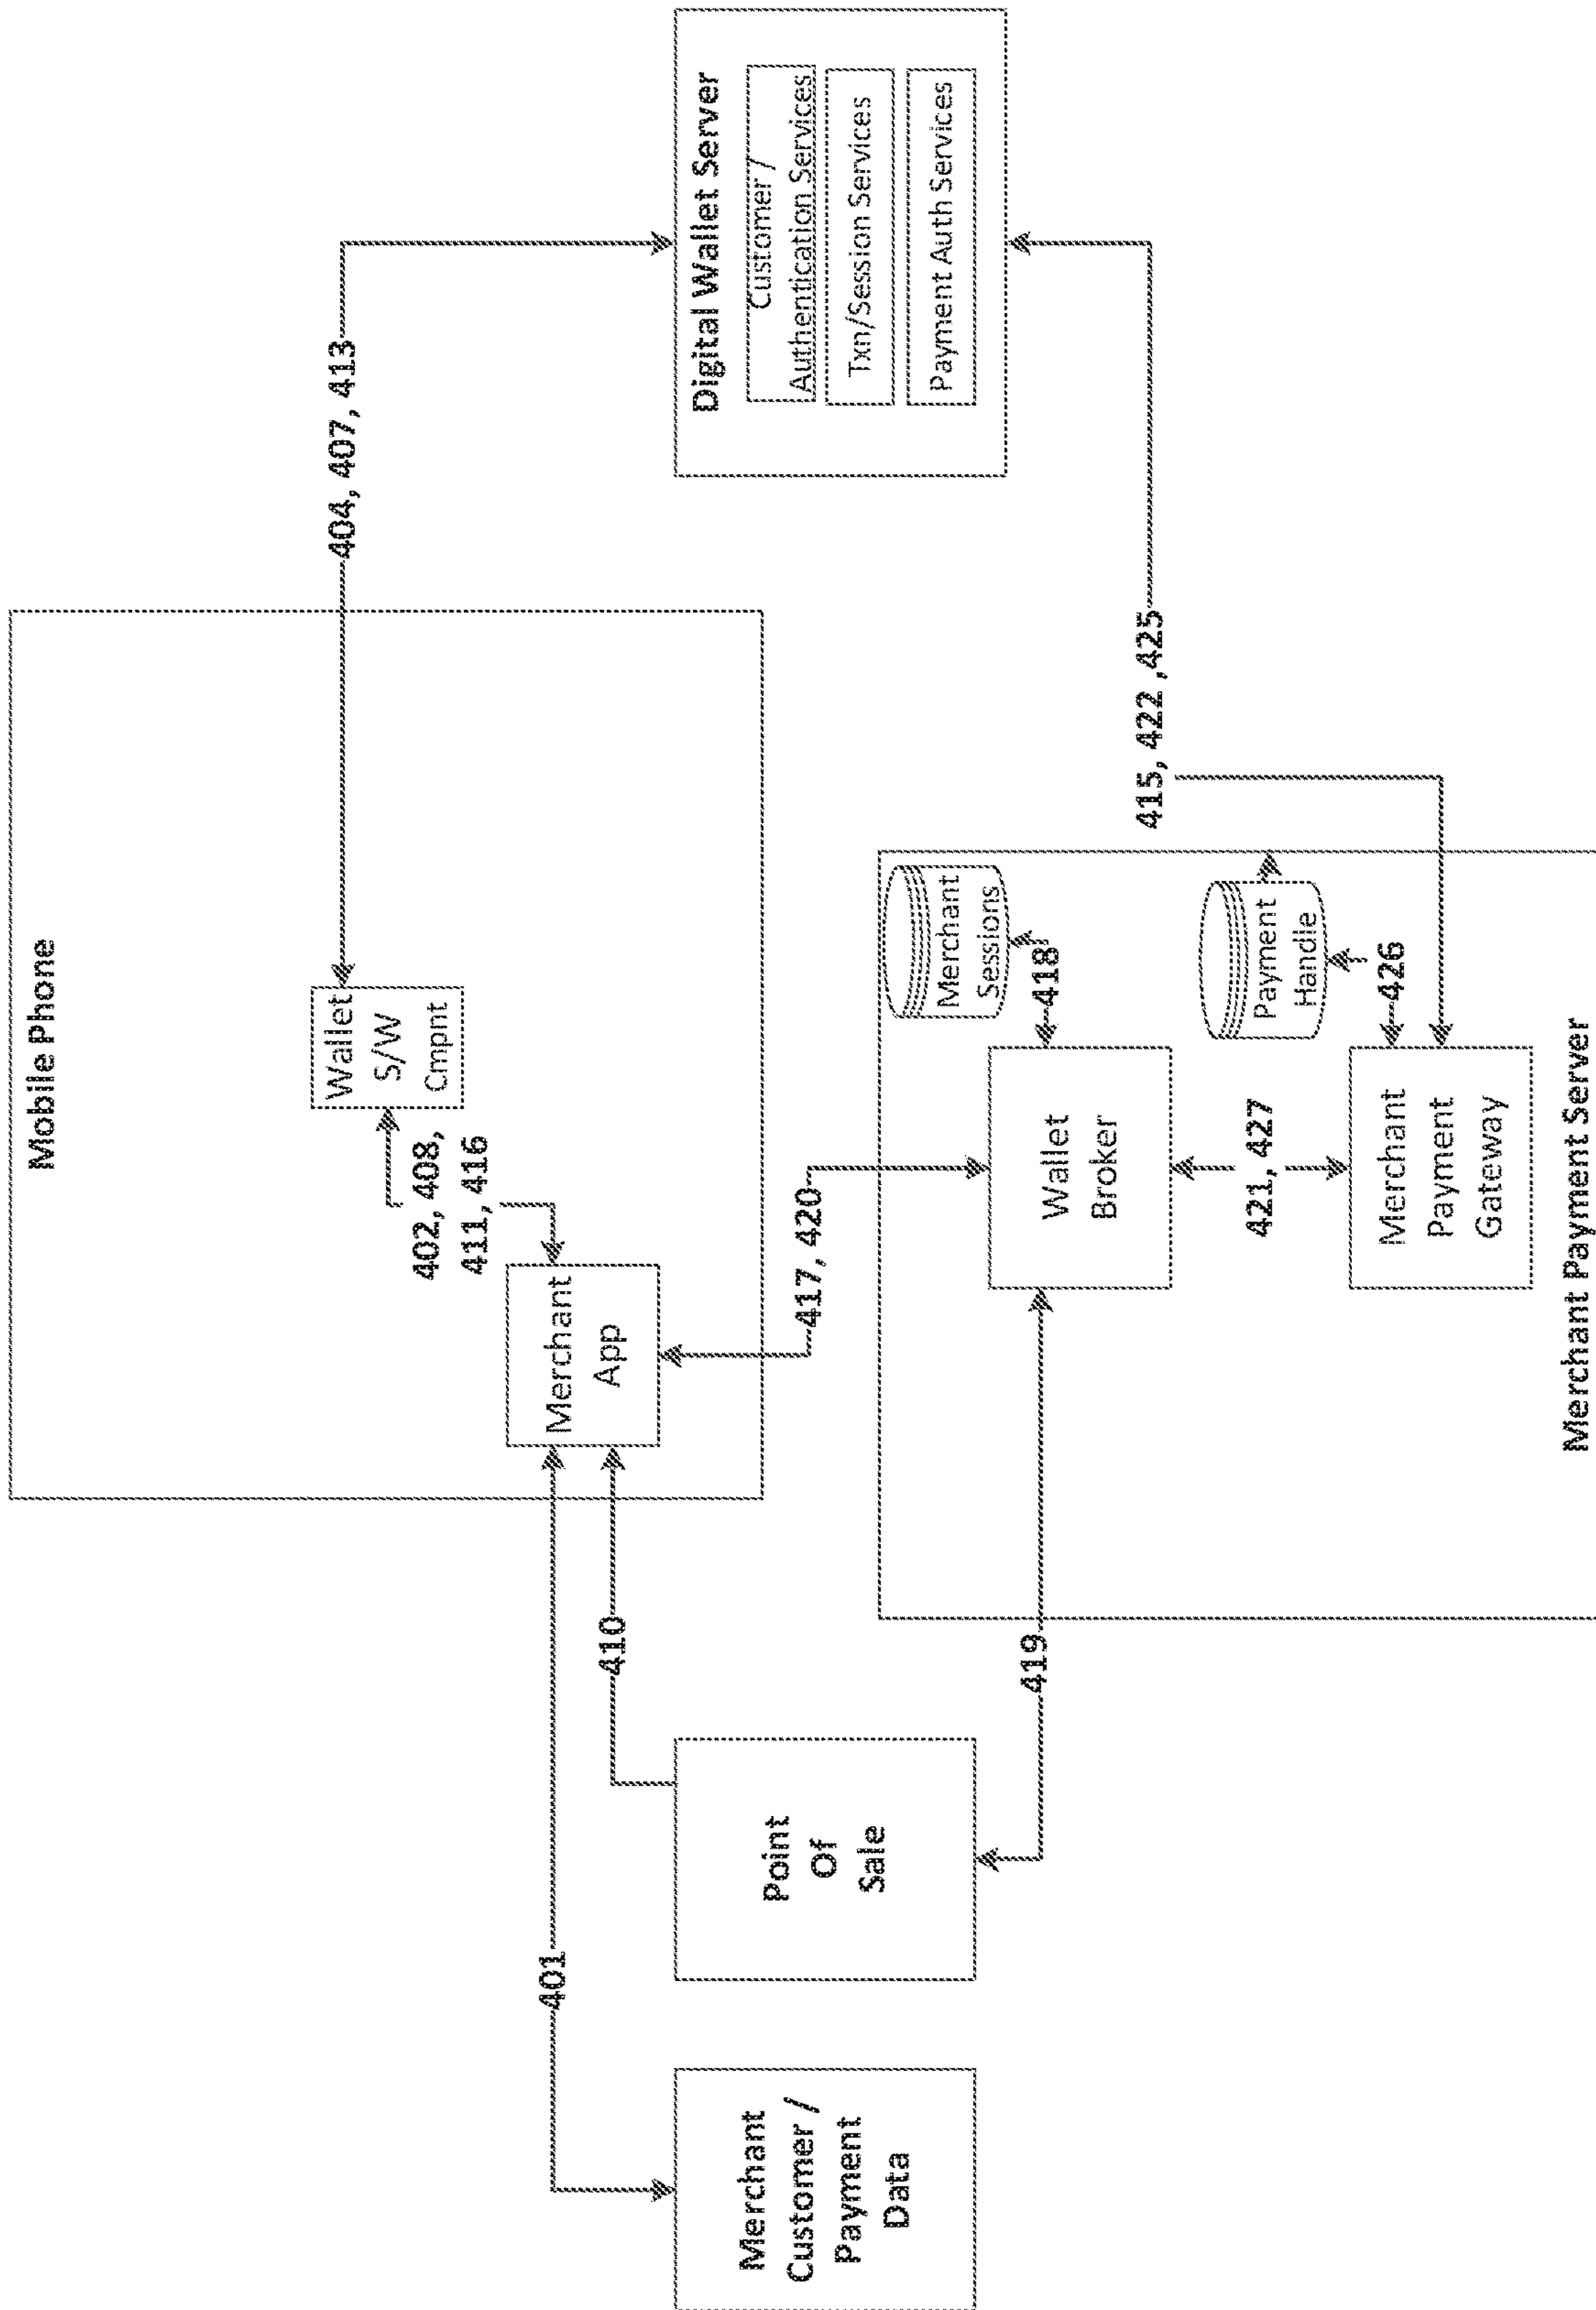 Mobile Phone
Wallet
S/W
Cmpnt
404, 407, 413
402, 408,
411, 416
Merchant
App
401
410
417, 420
Merchant
Customer /
Payment
Data
Point
Of
Sale
Digital Wallet Server
Customer /
Authentication Services
Txn/Session Services
Payment Auth Services
419
Merchant
Sessions
418
Wallet
Broker
415, 422 ,425
421, 427
Payment
Handle
426
Merchant
Payment
Gateway
Merchant Payment Server